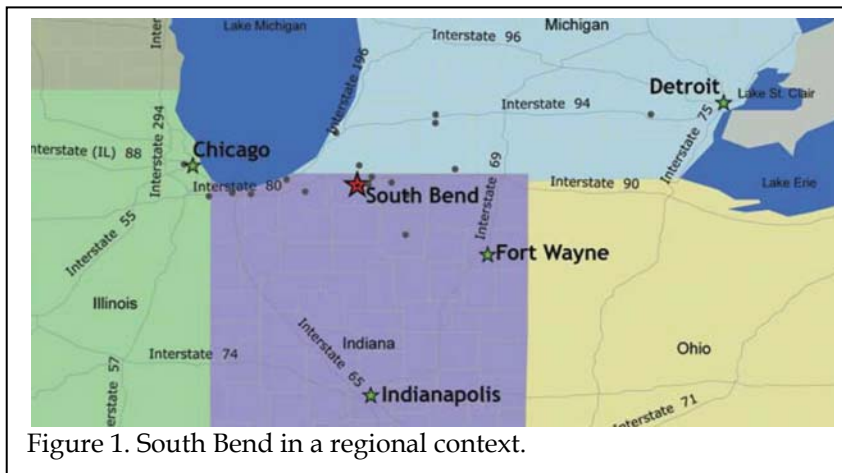 Lake Michigan
Interstate 96
Michigan
Interstate 196
Detroit
Lake St. Clair
Interstate 94
Interstate 75
Interstate 294
Chicago
Interstate (IL) 88
Interstate 69
Interstate 80
Interstate 90
Lake Erie
South Bend
Interstate 55
Fort Wayne
Illinois
Indiana
Ohio
Interstate 74
Interstate 65
Interstate 57
Indianapolis
Interstate 71
Figure 1. South Bend in a regional context.